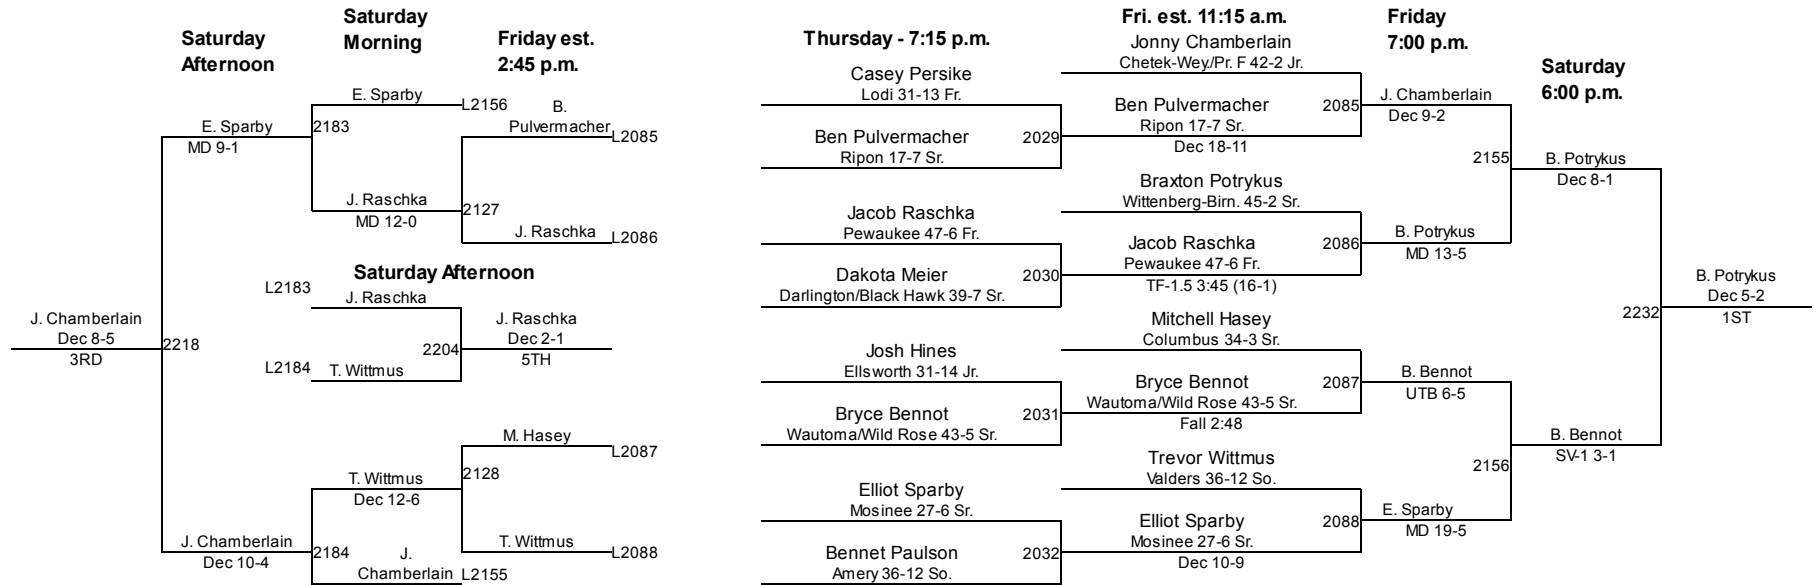 Saturday
Afternoon
Saturday
Morning
Friday est.
2:45 p.m.
E. Sparby
L2156
B.
Pulvermacher
L2085
E. Sparby
MD 9-1
2183
J. Raschka
MD 12-0
2127
J. Raschka
L2086
Saturday Afternoon
L2183
J. Raschka
J. Chamberlain
Dec 8-5
3RD
2218
2204
J. Raschka
Dec 2-1
5TH
L2184
T. Wittmus
M. Hasey
L2087
T. Wittmus
Dec 12-6
2128
T. Wittmus
L2088
J. Chamberlain
Dec 10-4
2184
J.
Chamberlain
L2155
Thursday - 7:15 p.m.
Casey Persike
Lodi 31-13 Fr.
Ben Pulvermacher
Ripon 17-7 Sr.
2029
Jacob Raschka
Pewaukee 47-6 Fr.
Dakota Meier
Darlington/Black Hawk 39-7 Sr.
2030
Josh Hines
Ellsworth 31-14 Jr.
Bryce Bennot
Wautoma/Wild Rose 43-5 Sr.
2031
Elliot Sparby
Mosinee 27-6 Sr.
Bennet Paulson
Amery 36-12 So.
2032
Fri. est. 11:15 a.m.
Jonny Chamberlain
Chetek-Wey./Pr. F 42-2 Jr.
Ben Pulvermacher
Ripon 17-7 Sr.
Dec 18-11
2085
Braxton Potrykus
Wittenberg-Birn. 45-2 Sr.
Jacob Raschka
Pewaukee 47-6 Fr.
TF-1.5 3:45 (16-1)
2086
Mitchell Hasey
Columbus 34-3 Sr.
Bryce Bennot
Wautoma/Wild Rose 43-5 Sr.
Fall 2:48
2087
Trevor Wittmus
Valders 36-12 So.
Elliot Sparby
Mosinee 27-6 Sr.
Dec 10-9
2088
Friday
7:00 p.m.
J. Chamberlain
Dec 9-2
2155
B. Potrykus
MD 13-5
B. Bennot
UTB 6-5
2156
E. Sparby
MD 19-5
Saturday
6:00 p.m.
B. Potrykus
Dec 8-1
2232
B. Bennot
SV-1 3-1
B. Potrykus
Dec 5-2
1ST